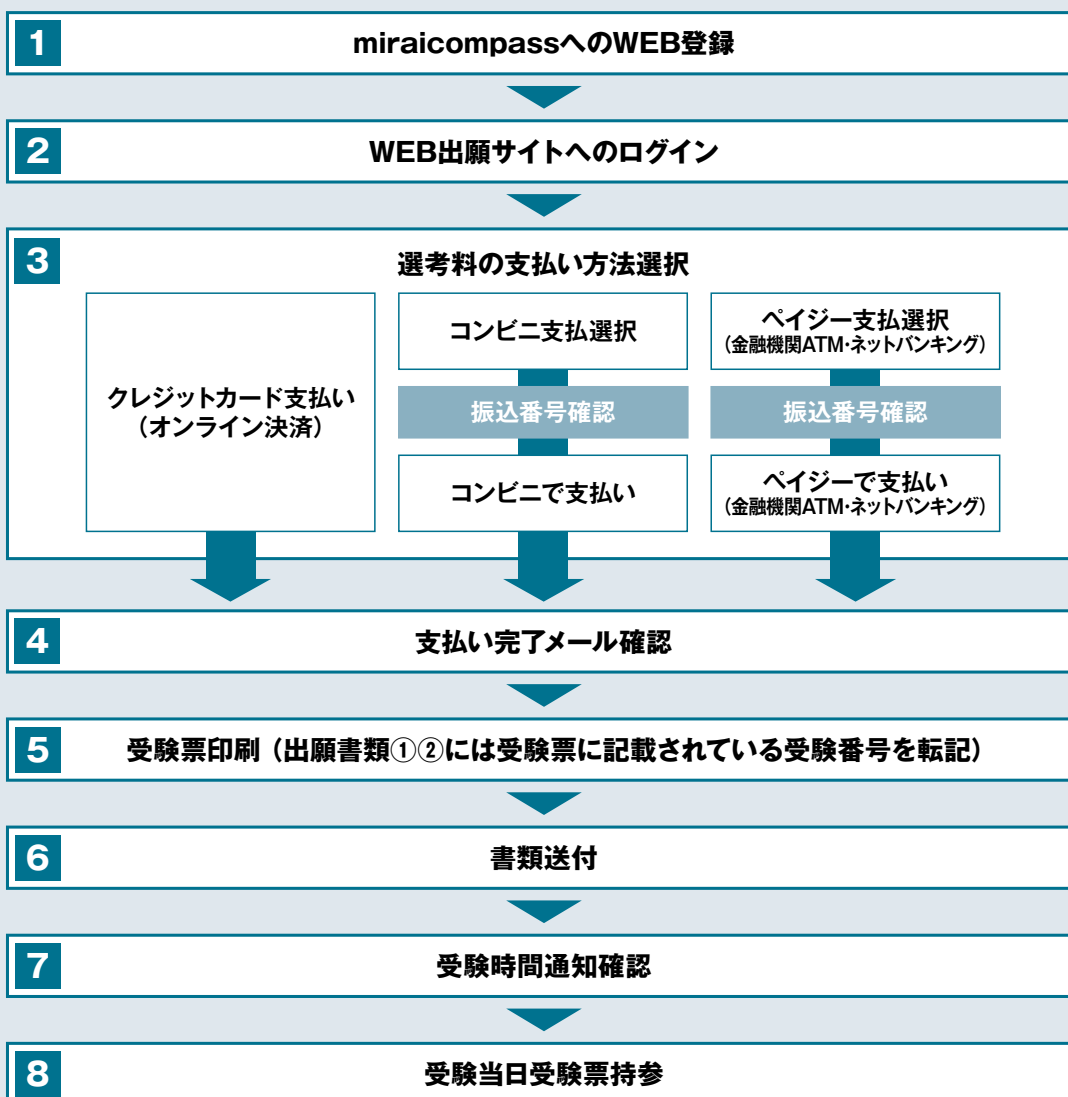 1
miraicompassへのWEB登録
2
WEB出願サイトへのログイン
3
選考料の支払い方法選択
クレジットカード支払い
（オンライン決済）
コンビニ支払選択
振込番号確認
コンビニで支払い
ペイジー支払選択
（金融機関ATM・ネットバンキング）
振込番号確認
ペイジーで支払い
（金融機関ATM・ネットバンキング）
4
支払い完了メール確認
5
受験票印刷（出願書類①②には受験票に記載されている受験番号を転記）
6
書類送付
7
受験時間通知確認
8
受験当日受験票持参